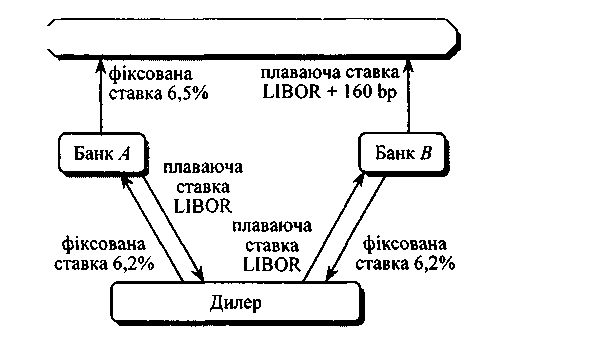 фіксована
ставка 6,5%
плаваюча ставка
LIBOR + 160 bp
Банк A
Банк B
плаваюча
ставка
LIBOR
фіксована
ставка 6,2%
плаваюча
ставка
LIBOR
фіксована
ставка 6,2%
Дилер